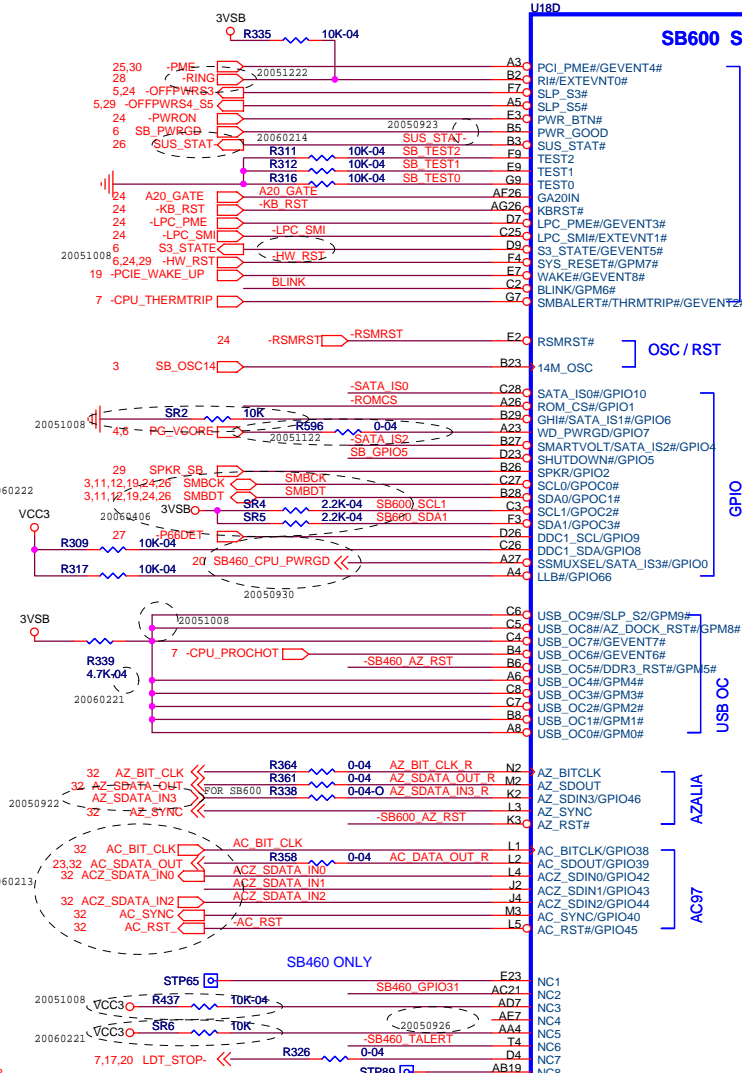 U18D
3VSB
SB600 S
R335 10K-04
25,30 -PME A3 PCI_PME#/GEVENT4#
28 -RING 20051222 B2 RI#/EXTEVNT0#
5,24 -OFFPWRS3 F7 SLP_S3#
5,29 -OFFPWRS4_S5 A5 SLP_S5#
24 -PWRON E3 PWR_BTN#
6 SB_PWRGD 20050923 B5 PWR_GOOD
26 SUS_STAT- 20060214 SUS_STAT- B3 SUS_STAT#
R311 10K-04 SB_TEST2 F9 TEST2
R312 10K-04 SB_TEST1 E9 TEST1
R316 10K-04 SB_TEST0 G9 TEST0
24 A20_GATE A20_GATE AF26 GA20IN
24 -KB_RST -KB_RST AG26 KBRST#
24 -LPC_PME D7 LPC_PME#/GEVENT3#
24 -LPC_SMI -LPC_SMI C25 LPC_SMI#/EXTEVNT1#
6 S3_STATE D9 S3_STATE/GEVENT5#
20051008
6,24,29 -HW_RST -HW_RST F4 SYS_RESET#/GPM7#
19 -PCIE_WAKE_UP E7 WAKE#/GEVENT8#
BLINK C2 BLINK/GPM6#
7 -CPU_THERMTRIP G7 SMBALERT#/THRMTRIP#/GEVENT2#
24 -RSMRST -RSMRST E2 RSMRST#
OSC / RST
3 SB_OSC14 B23 14M_OSC
-SATA_IS0 C28 SATA_IS0#/GPIO10
-ROMCS A26 ROM_CS#/GPIO1
20051008 SR2 10K B29 GHI#/SATA_IS1#/GPIO6
4,6 PG_VCORE R596 0-04 A23 WD_PWRGD/GPIO7
20051122 -SATA_IS2 B27 SMARTVOLT/SATA_IS2#/GPIO4
SB_GPIO5 D23 SHUTDOWN#/GPIO5
29 SPKR_SB B26 SPKR/GPIO2
3,11,12,19,24,26 SMBCK SMBCK C27 SCL0/GPOC0#
3,11,12,19,24,26 SMBDT SMBDT B28 SDA0/GPOC1#
060222
3VSB SR4 2.2K-04 SB600_SCL1 C3 SCL1/GPOC2#
VCC3 20060406 SR5 2.2K-04 SB600_SDA1 F3 SDA1/GPOC3#
GPIO
27 -P66DET D26 DDC1_SCL/GPIO9
R309 10K-04 C26 DDC1_SDA/GPIO8
20 SB460_CPU_PWRGD A27 SSMUXSEL/SATA_IS3#/GPIO0
R317 10K-04 A4 LLB#/GPIO66
20050930
3VSB
C6 USB_OC9#/SLP_S2/GPM9#
20051008 C5 USB_OC8#/AZ_DOCK_RST#/GPM8#
C4 USB_OC7#/GEVENT7#
7 -CPU_PROCHOT B4 USB_OC6#/GEVENT6#
R339 -SB460_AZ_RST B6 USB_OC5#/DDR3_RST#/GPM5#
4.7K-04 A6 USB_OC4#/GPM4#
C8 USB_OC3#/GPM3#
20060221 C7 USB_OC2#/GPM2#
B8 USB_OC1#/GPM1#
A8 USB_OC0#/GPM0#
USB OC
32 AZ_BIT_CLK R364 0-04 AZ_BIT_CLK_R N2 AZ_BITCLK
32 AZ_SDATA_OUT R361 0-04 AZ_SDATA_OUT_R M2 AZ_SDOUT
20050922 AZ_SDATA_IN3 FOR SB600 R338 0-04-O AZ_SDATA_IN3_R K2 AZ_SDIN3/GPIO46
32 AZ_SYNC L3 AZ_SYNC
-SB600_AZ_RST K3 AZ_RST#
AZALIA
32 AC_BIT_CLK AC_BIT_CLK L1 AC_BITCLK/GPIO38
23,32 AC_SDATA_OUT R358 0-04 AC_DATA_OUT_R L2 AC_SDOUT/GPIO39
32 ACZ_SDATA_IN0 ACZ_SDATA_IN0 L4 ACZ_SDIN0/GPIO42
060213
ACZ_SDATA_IN1 J2 ACZ_SDIN1/GPIO43
32 ACZ_SDATA_IN2 ACZ_SDATA_IN2 J4 ACZ_SDIN2/GPIO44
32 AC_SYNC M3 AC_SYNC/GPIO40
32 AC_RST_ -AC_RST L5 AC_RST#/GPIO45
AC97
SB460 ONLY
STP65 E23 NC1
SB460_GPIO31 AC21 NC2
20051008 VCC3 R437 10K-04 AD7 NC3
AE7 NC4
20050926
20060221 VCC3 SR6 10K AA4 NC5
-SB460_TALERT T4 NC6
7,17,20 LDT_STOP- R326 0-04 D4 NC7
STP89 AB19 NC8